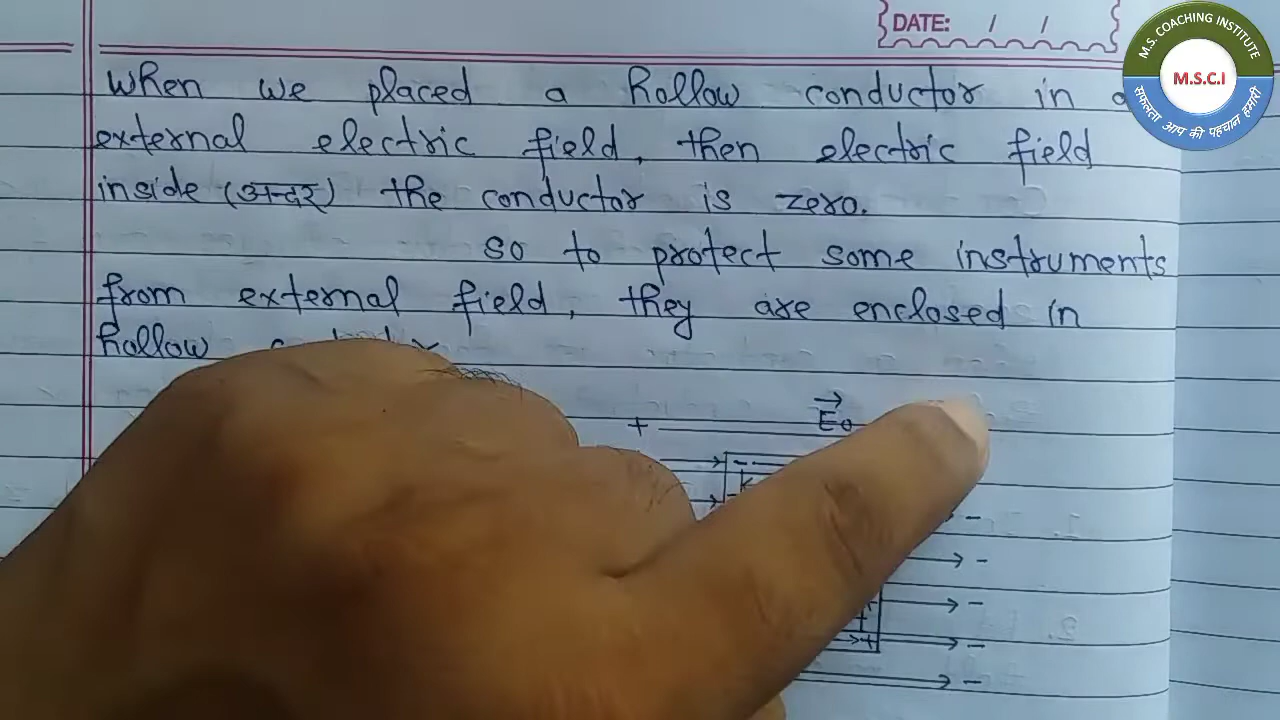 DATE: / /
M.S. COACHING INSTITUTE
M.S.C.I
सफलता आप की पहचान हमारी
When we placed a hollow conductor in a
external electric field, then electric field
inside (अन्दर) the conductor is zero.
so to protect some instruments
from external field, they are enclosed in
hollow
+ E₀
- -
-
-
-
+ -
+ -
-